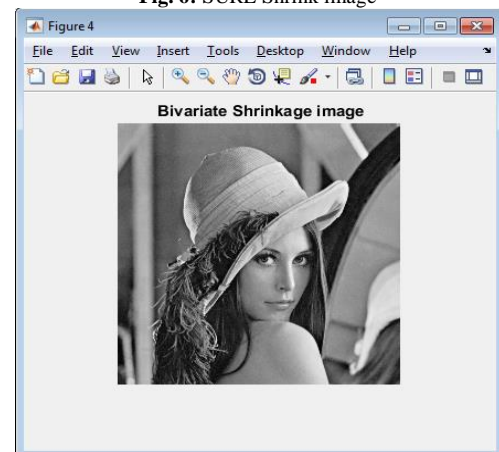 Fig. 6: SURE Shrink image
Figure 4
File Edit View Insert Tools Desktop Window Help
Bivariate Shrinkage image